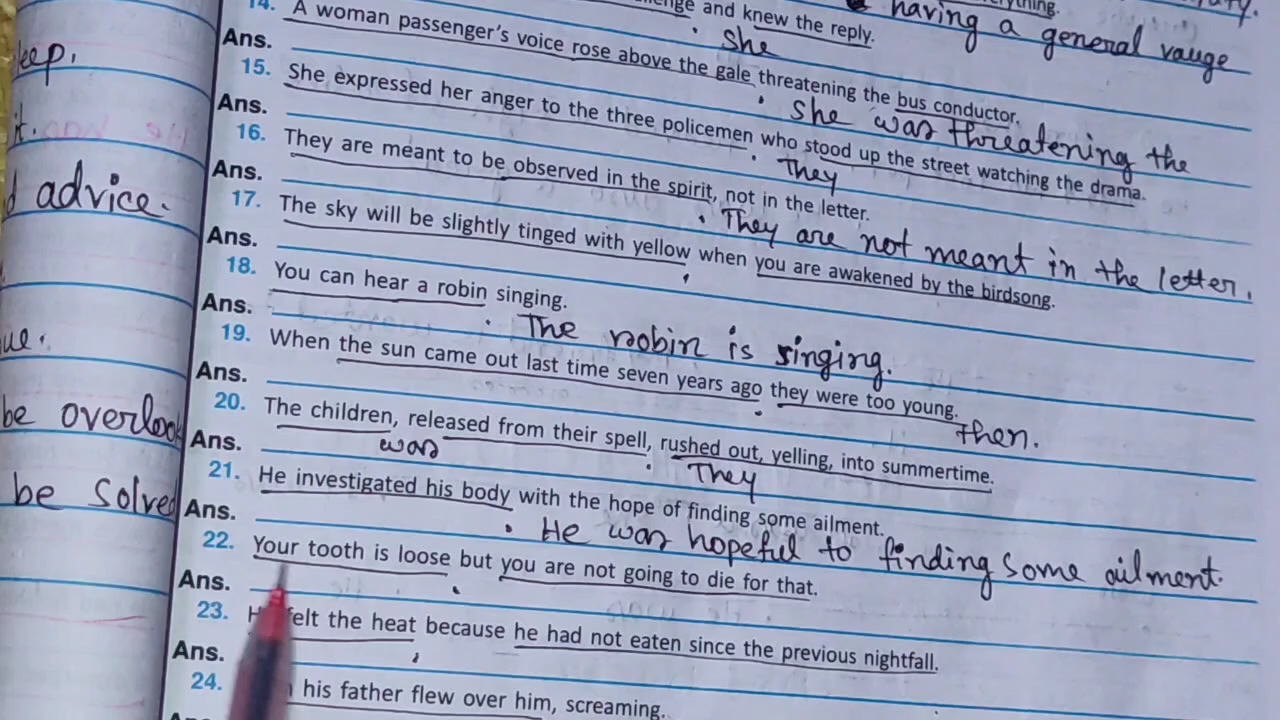 everything.
having a general vauge
and knew the reply.
eep.
She
14. A woman passenger's voice rose above the gale threatening the bus conductor.
Ans.
She was threatening the
15. She expressed her anger to the three policemen who stood up the street watching the drama.
it.
Ans.
They
16. They are meant to be observed in the spirit, not in the letter.
advice.
Ans.
They are not meant in the letter.
17. The sky will be slightly tinged with yellow when you are awakened by the birdsong.
Ans.
18. You can hear a robin singing.
Ans.
The robin is singing.
19. When the sun came out last time seven years ago they were too young.
ue.
Ans.
then.
20. The children, released from their spell, rushed out, yelling, into summertime.
be overlook
Ans.
was
They
21. He investigated his body with the hope of finding some ailment.
be solved
Ans.
He was hopeful to finding some ailment.
22. Your tooth is loose but you are not going to die for that.
Ans.
23. felt the heat because he had not eaten since the previous nightfall.
Ans.
24. his father flew over him, screaming.